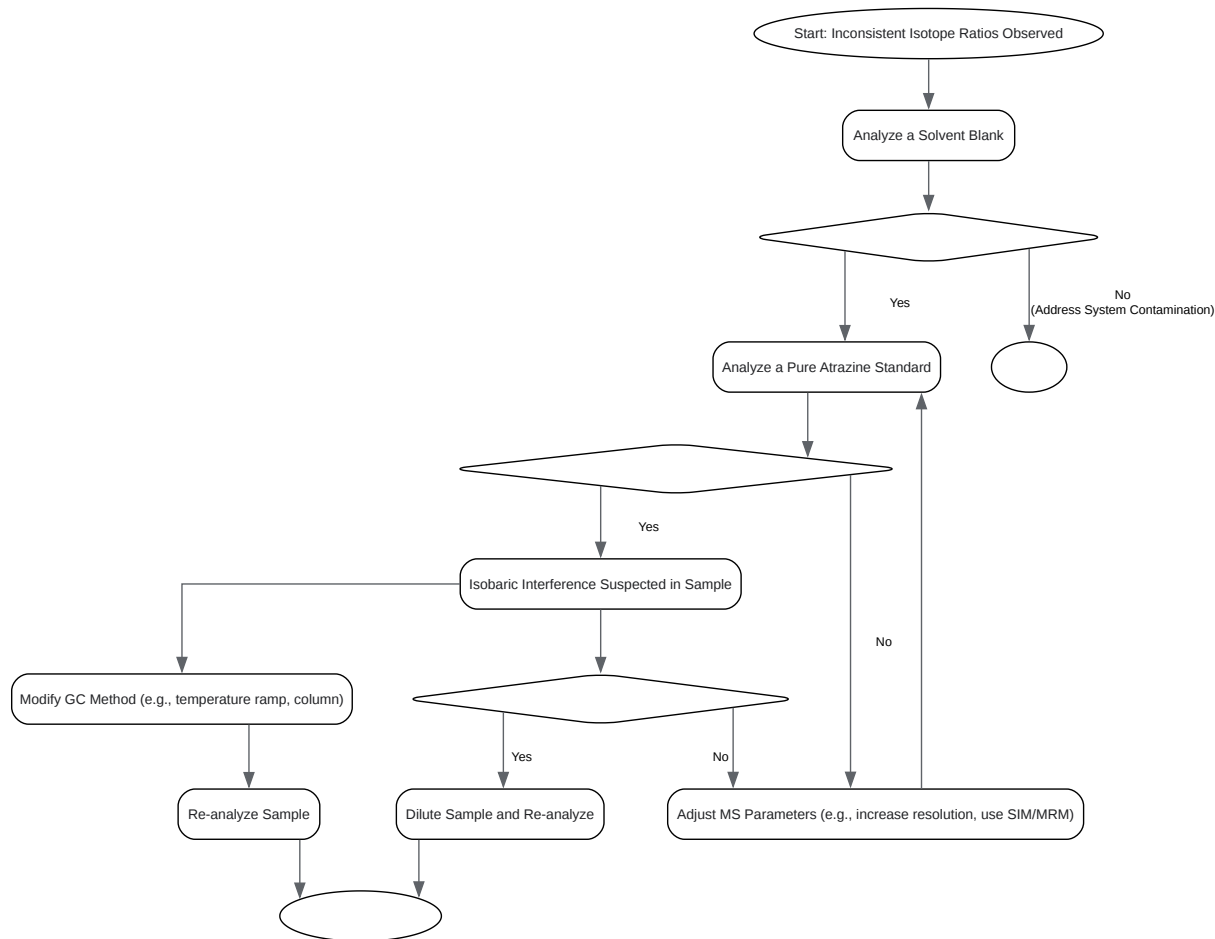 Start: Inconsistent Isotope Ratios Observed
Analyze a Solvent Blank
Yes
No
(Address System Contamination)
Analyze a Pure Atrazine Standard
Yes
Isobaric Interference Suspected in Sample
No
Modify GC Method (e.g., temperature ramp, column)
Yes
No
Re-analyze Sample
Dilute Sample and Re-analyze
Adjust MS Parameters (e.g., increase resolution, use SIM/MRM)